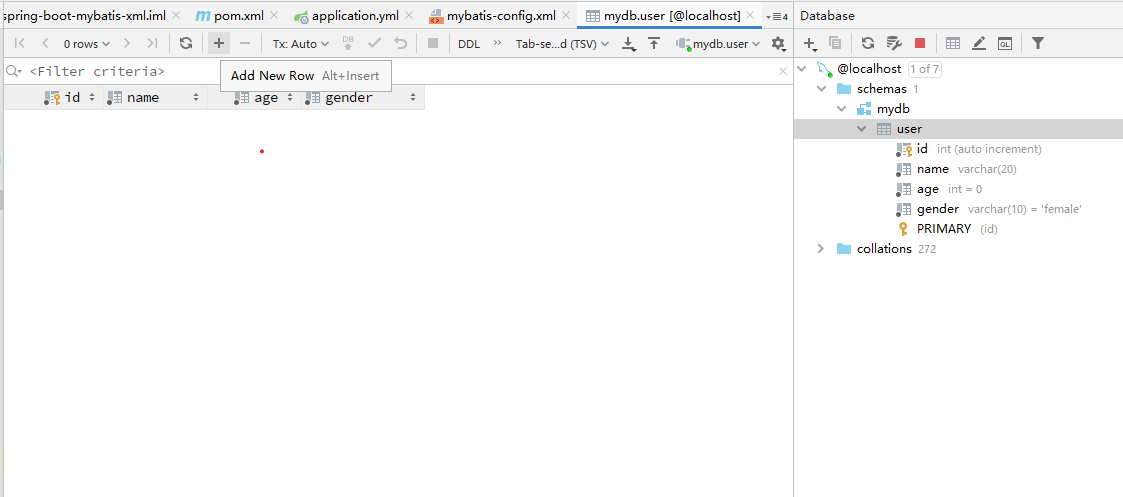 spring-boot-mybatis-xml.iml pom.xml application.yml mybatis-config.xml mydb.user [@localhost] 4
0 rows Tx: Auto DB DDL Tab-se...d (TSV) mydb.user
<Filter criteria>
Add New Row Alt+Insert
id name age gender
Database
QL
@localhost 1 of 7
schemas 1
mydb
user
id int (auto increment)
name varchar(20)
age int = 0
gender varchar(10) = 'female'
PRIMARY (id)
collations 272